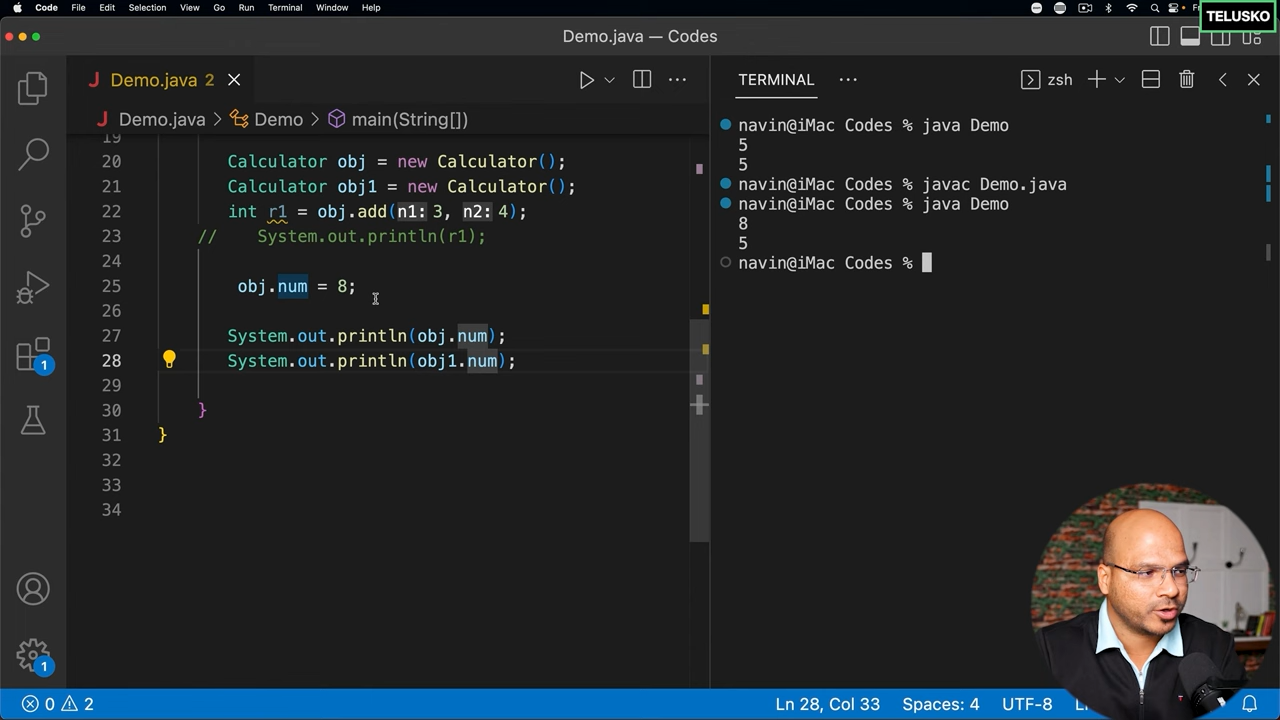 Code File Edit Selection View Go Run Terminal Window Help
TELUSKO
Demo.java — Codes
Demo.java 2
TERMINAL
zsh
Demo.java > Demo > main(String[])
19
20 Calculator obj = new Calculator();
21 Calculator obj1 = new Calculator();
22 int r1 = obj.add(n1: 3, n2: 4);
23 // System.out.println(r1);
24
25 obj.num = 8;
26
27 System.out.println(obj.num);
28 System.out.println(obj1.num);
29
30 }
31 }
32
33
34
navin@iMac Codes % java Demo
5
5
navin@iMac Codes % javac Demo.java
navin@iMac Codes % java Demo
8
5
navin@iMac Codes %
1
1
0 2
Ln 28, Col 33
Spaces: 4
UTF-8